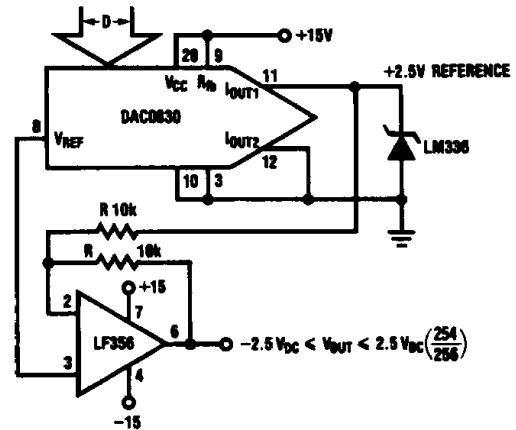 D
+15V
20 9
VCC Rfb
11
IOUT1
+2.5V REFERENCE
DAC0830
8
VREF
IOUT2
12
LM336
10 3
R 10k
R 10k
+15
2
7
LF356
6
−2.5 VDC < VOUT < 2.5 VDC(254/256)
3
4
−15